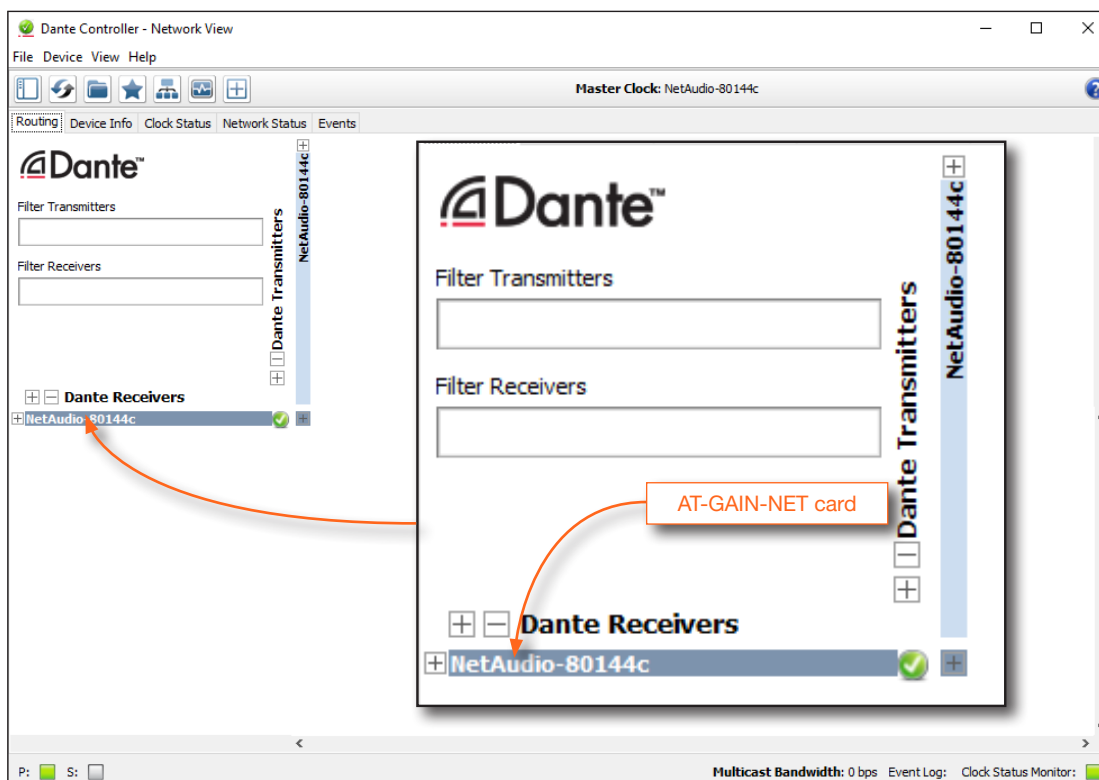 Dante Controller - Network View
File Device View Help
Master Clock: NetAudio-80144c
?
Routing Device Info Clock Status Network Status Events
Dante™
Filter Transmitters
Filter Receivers
Dante Transmitters
NetAudio-80144c
Dante Receivers
NetAudio-80144c
Dante™
Filter Transmitters
Filter Receivers
Dante Transmitters
NetAudio-80144c
AT-GAIN-NET card
Dante Receivers
NetAudio-80144c
P: S: Multicast Bandwidth: 0 bps Event Log: Clock Status Monitor: